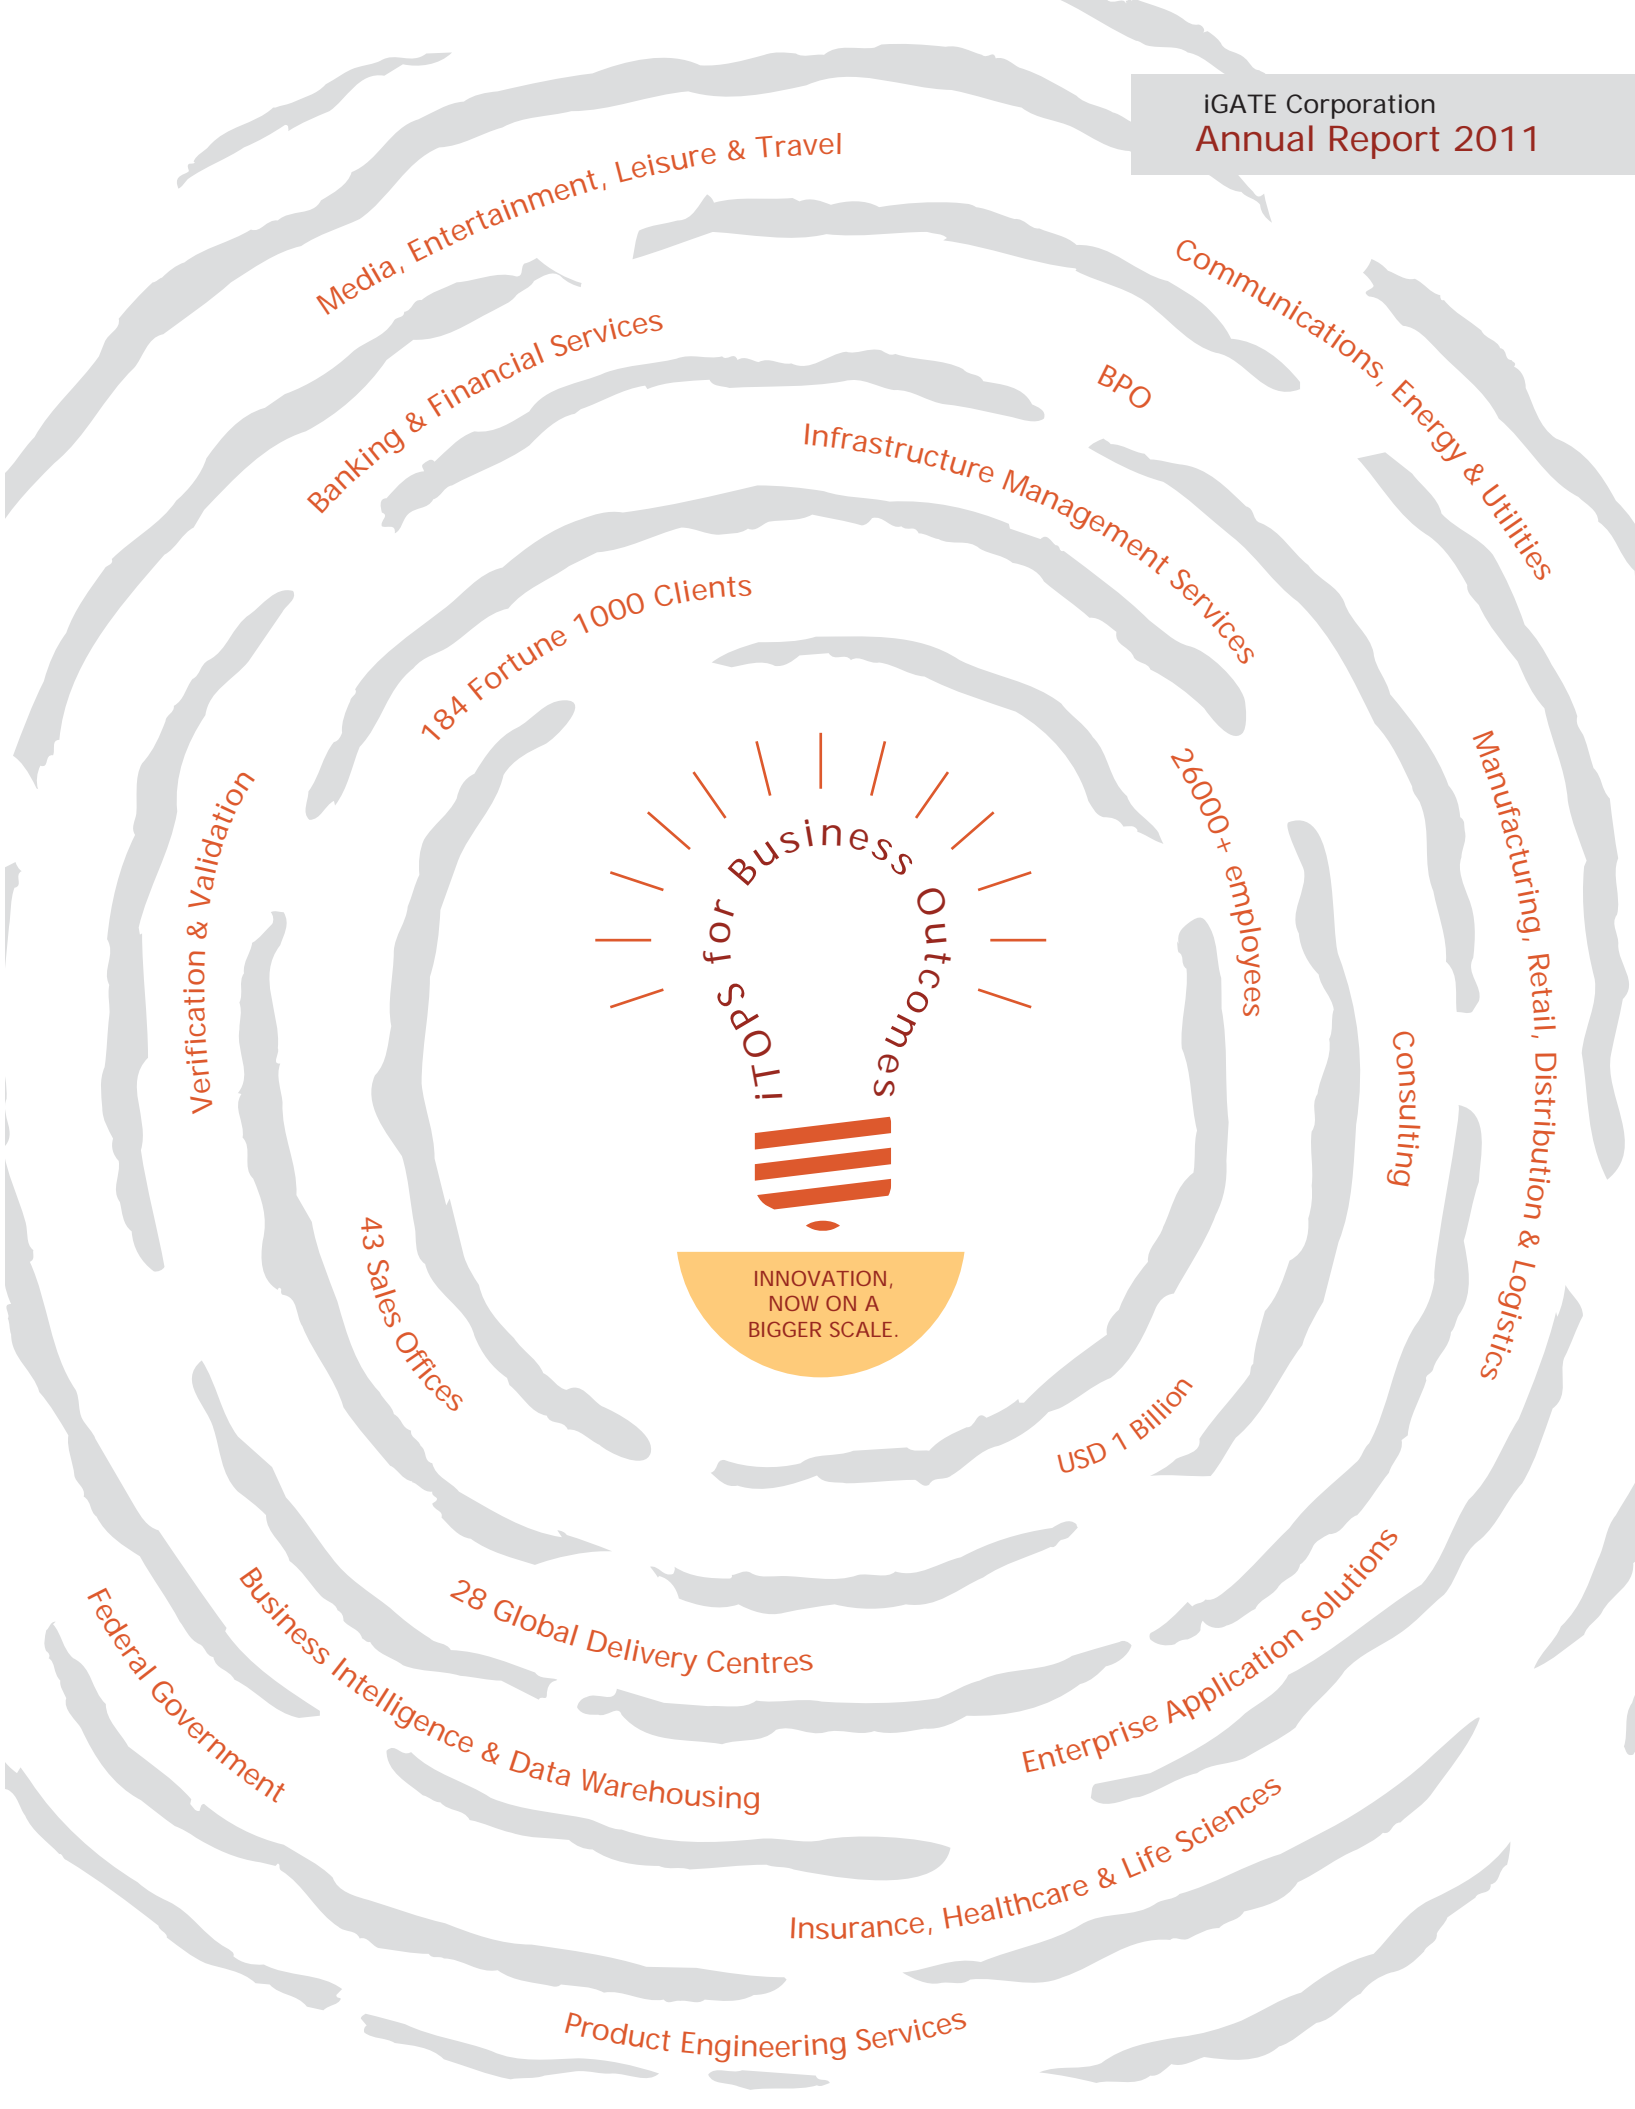 iGATE Corporation
Annual Report 2011
Media, Entertainment, Leisure & Travel
Communications, Energy & Utilities
Banking & Financial Services
BPO
Infrastructure Management Services
184 Fortune 1000 Clients
26000+ employees
Manufacturing, Retail, Distribution & Logistics
Verification & Validation
iTOPS for Business Outcomes
Consulting
43 Sales Offices
INNOVATION,
NOW ON A
BIGGER SCALE.
USD 1 Billion
Enterprise Application Solutions
28 Global Delivery Centres
Business Intelligence & Data Warehousing
Federal Government
Insurance, Healthcare & Life Sciences
Product Engineering Services